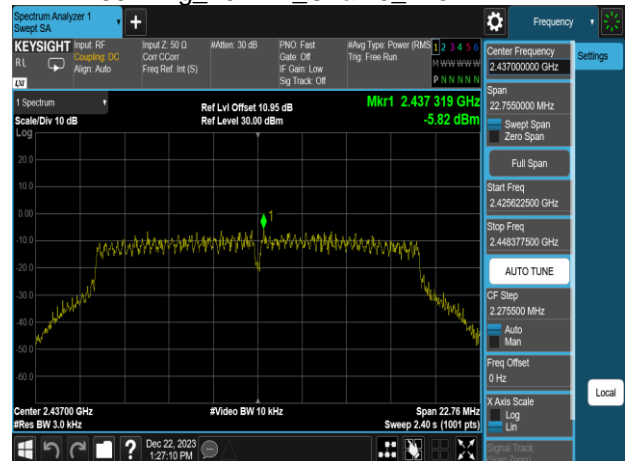 Spectrum Analyzer 1
Swept SA
+
Frequency
KEYSIGHT
Input: RF
Input Z: 50 Ω
#Atten: 30 dB
PNO: Fast
#Avg Type: Power (RMS
1 2 3 4 5 6
RL
Coupling: DC
Corr CCorr
Gate: Off
Trig: Free Run
M W W W W W
Align: Auto
Freq Ref: Int (S)
IF Gain: Low
Sig Track: Off
P N N N N N
LXI
1 Spectrum
Ref Lvl Offset 10.95 dB
Mkr1 2.437 319 GHz
Scale/Div 10 dB
Ref Level 30.00 dBm
-5.82 dBm
Log
20.0
10.0
0.00
1
-10.0
-20.0
-30.0
-40.0
-50.0
-60.0
Center 2.43700 GHz
#Video BW 10 kHz
Span 22.76 MHz
#Res BW 3.0 kHz
Sweep 2.40 s (1001 pts)
Dec 22, 2023
1:27:10 PM
Center Frequency
2.437000000 GHz
Settings
Span
22.7550000 MHz
Swept Span
Zero Span
Full Span
Start Freq
2.425622500 GHz
Stop Freq
2.448377500 GHz
AUTO TUNE
CF Step
2.275500 MHz
Auto
Man
Freq Offset
0 Hz
Local
X Axis Scale
Log
Lin
Signal Track
(Span Zoom)